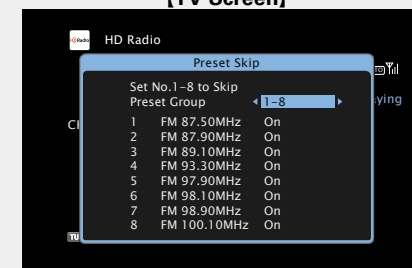 【TV Screen】
HD Radio
Preset Skip
Set No.1-8 to Skip
Preset Group 1-8
ying
1 FM 87.50MHz On
2 FM 87.90MHz On
3 FM 89.10MHz On
4 FM 93.30MHz On
5 FM 97.90MHz On
6 FM 98.10MHz On
7 FM 98.90MHz On
8 FM 100.10MHz On